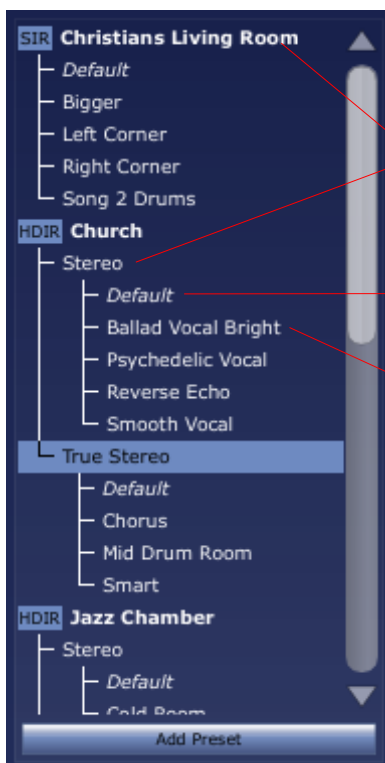 SIR Christians Living Room
Default
Bigger
Left Corner
Right Corner
Song 2 Drums
HDIR Church
Stereo
Default
Ballad Vocal Bright
Psychedelic Vocal
Reverse Echo
Smooth Vocal
True Stereo
Default
Chorus
Mid Drum Room
Smart
HDIR Jazz Chamber
Stereo
Default
Cold Room
Add Preset